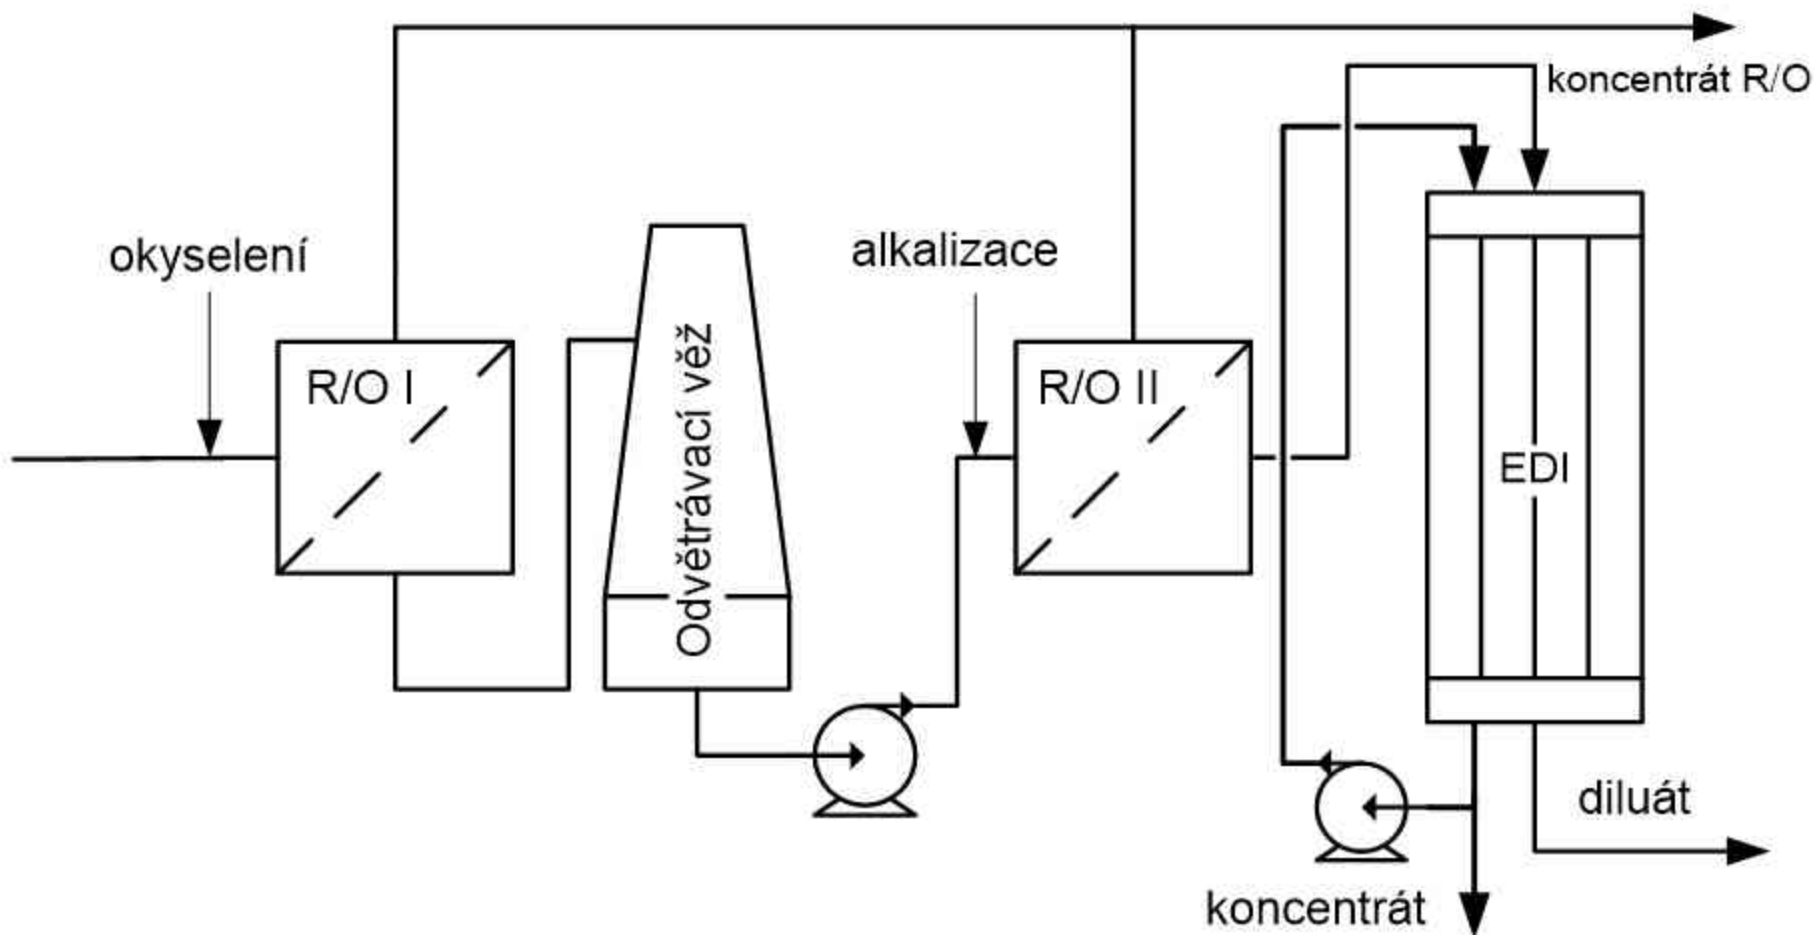 koncentrát R/O
okyselení
alkalizace
R/O I
Odvětrávací věž
R/O II
EDI
diluát
koncentrát